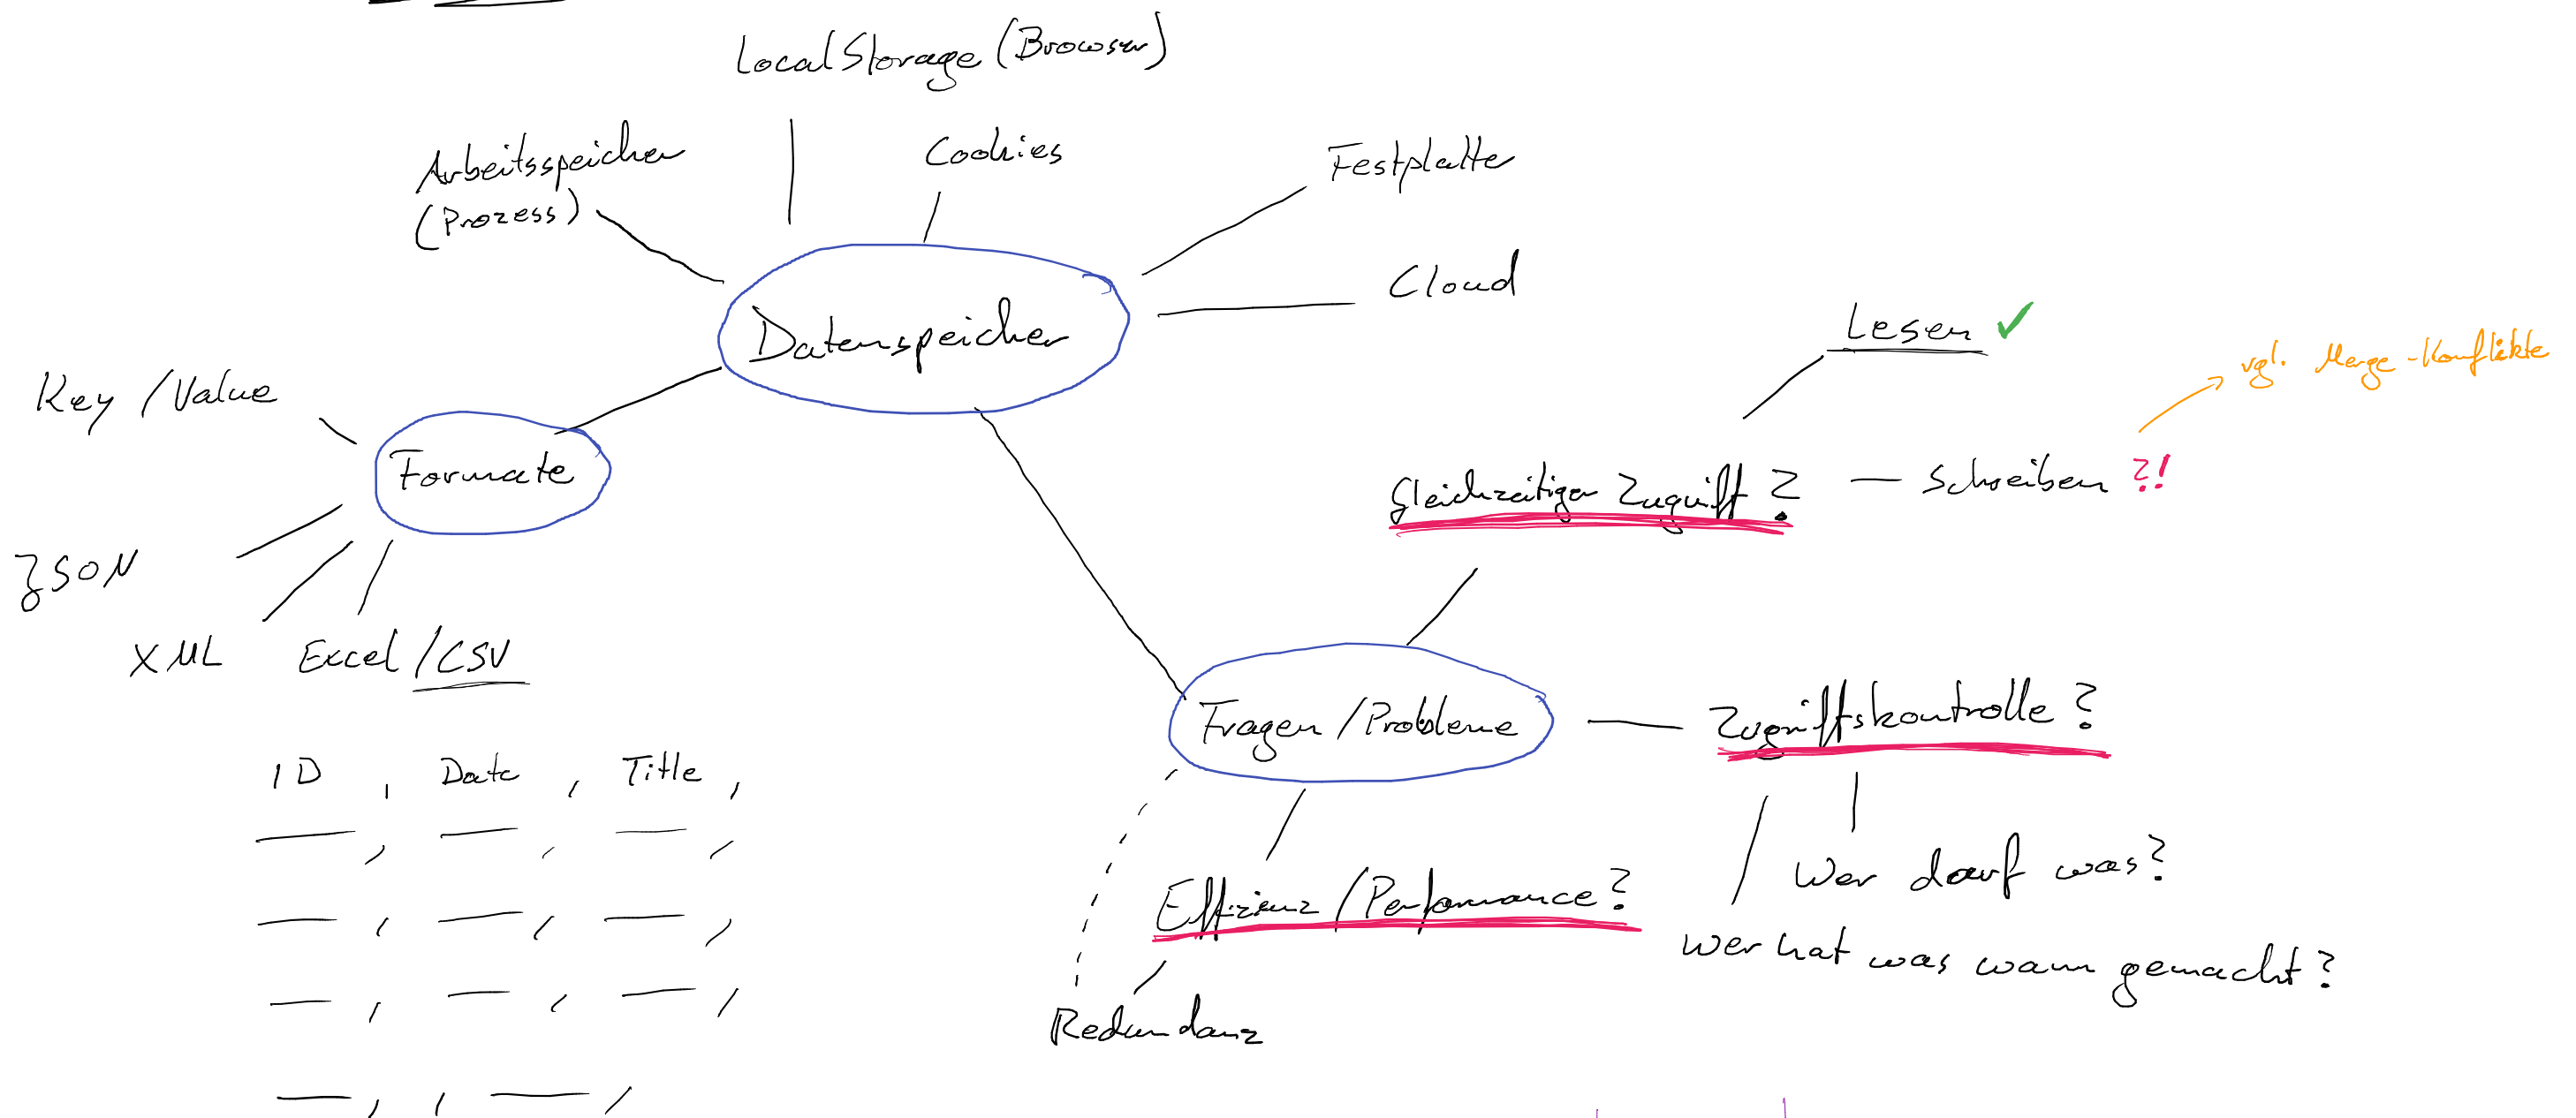 LocalStorage (Browser)
Arbeitsspeicher
(Prozess)
Cookies
Festplatte
Cloud
Datenspeicher
Lesen ✓
vgl. Merge-Konflikte
Key / Value
Formate
Gleichzeitiger Zugriff ? — Schreiben ?!
JSON
XML
Excel / CSV
Fragen / Probleme
Zugriffskontrolle ?
ID , Date , Title ,
Effizienz / Performance ?
Wer darf was ?
wer hat was wann gemacht ?
Redundanz